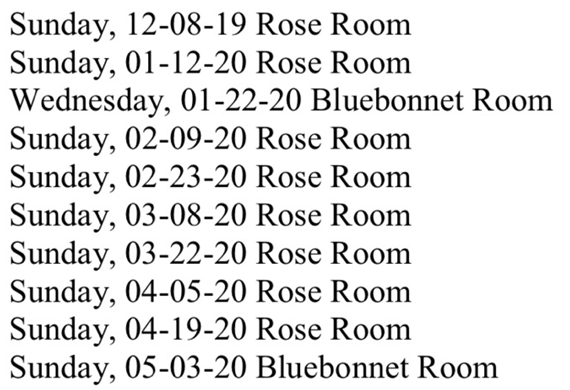 Sunday, 12-08-19 Rose Room
Sunday, 01-12-20 Rose Room
Wednesday, 01-22-20 Bluebonnet Room
Sunday, 02-09-20 Rose Room
Sunday, 02-23-20 Rose Room
Sunday, 03-08-20 Rose Room
Sunday, 03-22-20 Rose Room
Sunday, 04-05-20 Rose Room
Sunday, 04-19-20 Rose Room
Sunday, 05-03-20 Bluebonnet Room